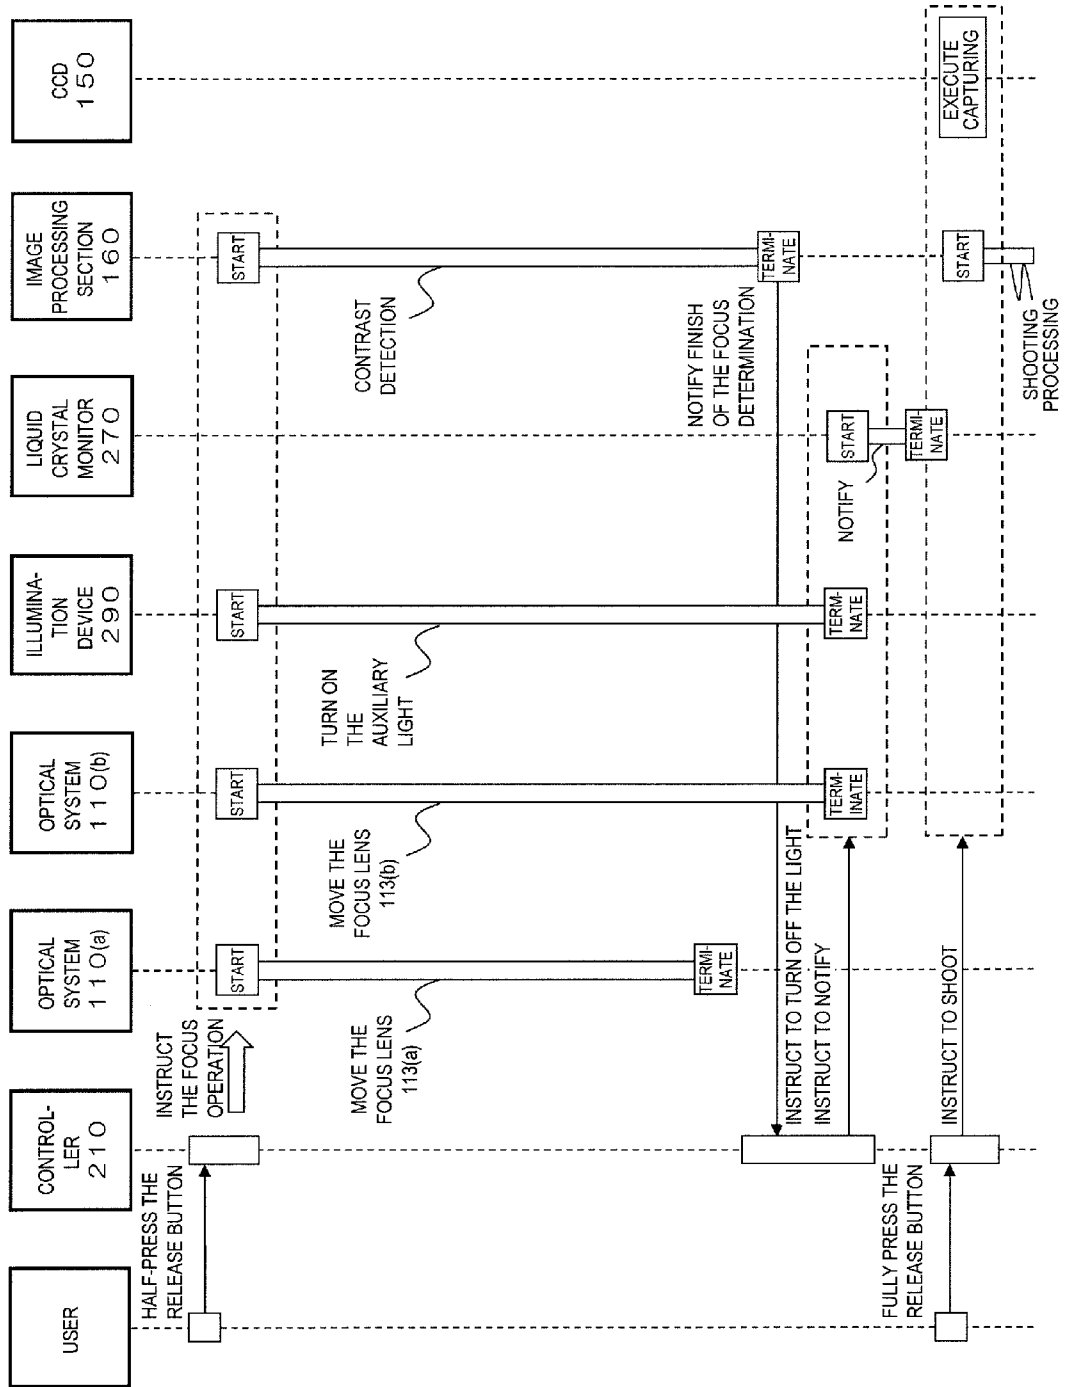 USER
CONTROL-
LER
210
OPTICAL
SYSTEM
110(a)
OPTICAL
SYSTEM
110(b)
ILLUMINA-
TION
DEVICE
290
LIQUID
CRYSTAL
MONITOR
270
IMAGE
PROCESSING
SECTION
160
CCD
150
HALF-PRESS THE
RELEASE BUTTON
INSTRUCT
THE FOCUS
OPERATION
START
START
START
START
MOVE THE
FOCUS LENS
113(a)
MOVE THE
FOCUS LENS
113(b)
TURN ON
THE
AUXILIARY
LIGHT
CONTRAST
DETECTION
TERMI-
NATE
NOTIFY FINISH
OF THE FOCUS
DETERMINATION
TERMI-
NATE
INSTRUCT TO TURN OFF THE LIGHT
INSTRUCT TO NOTIFY
TERM-
INATE
TERMI-
NATE
NOTIFY
START
TERMI-
NATE
FULLY PRESS THE
RELEASE BUTTON
INSTRUCT TO SHOOT
START
EXECUTE
CAPTURING
SHOOTING
PROCESSING